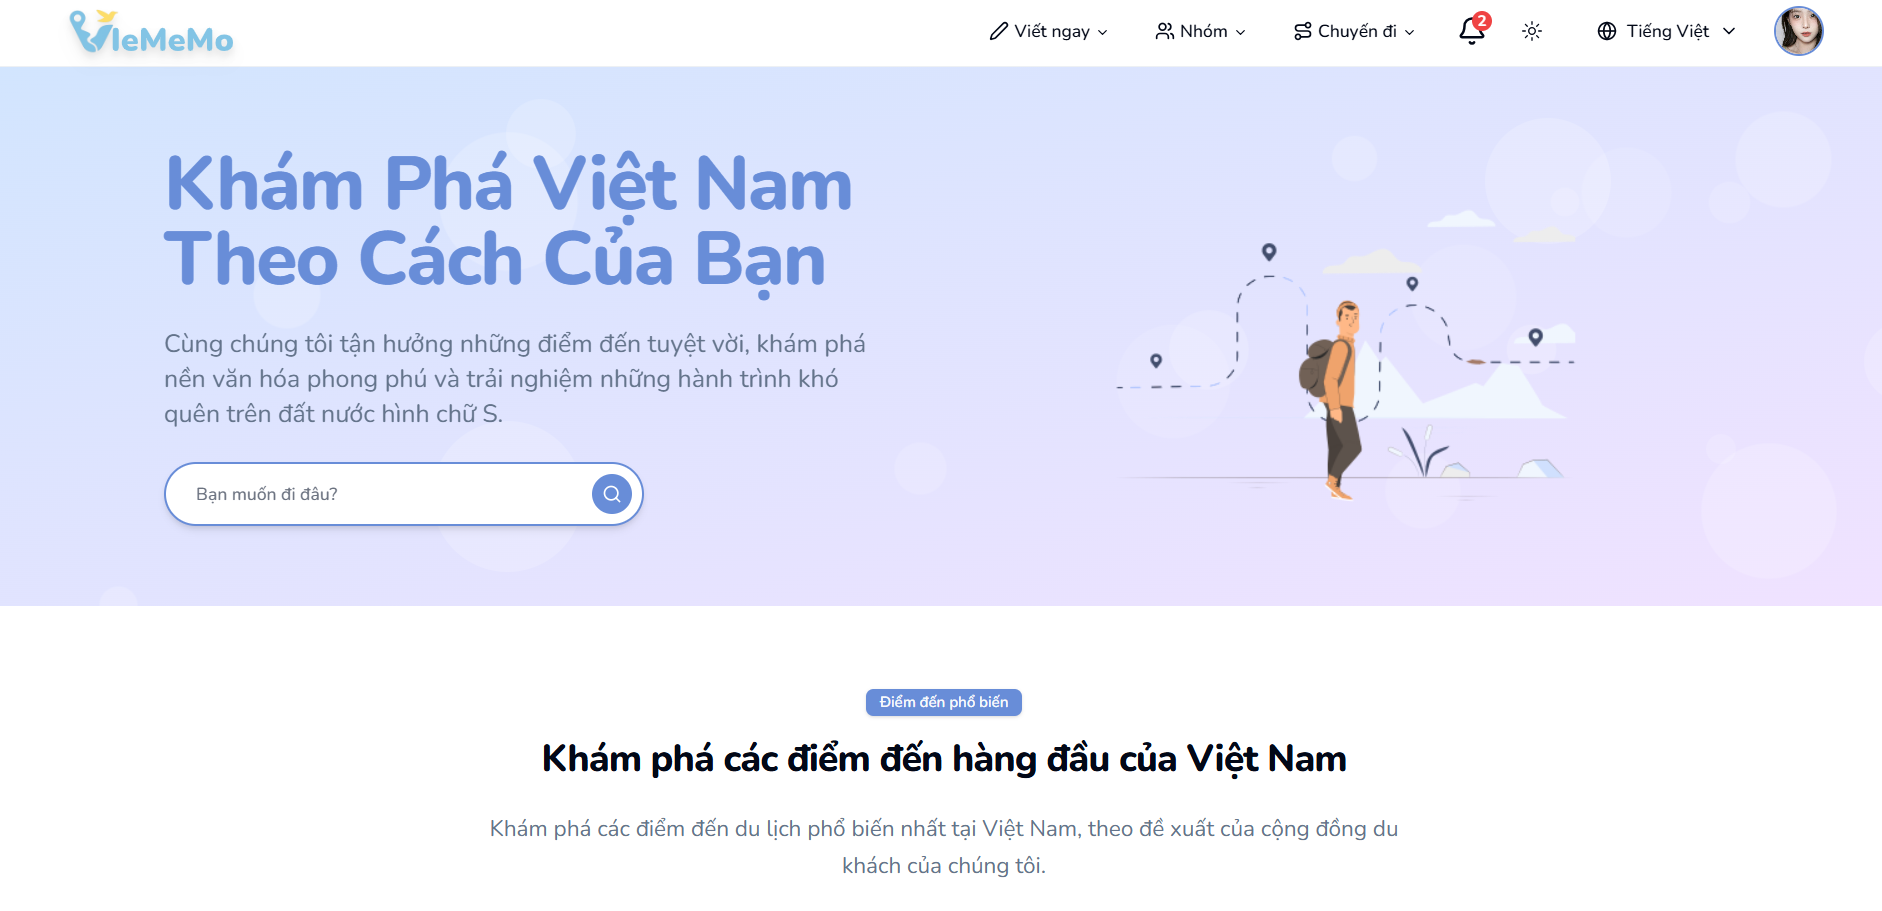 VieMeMo
Viết ngay
Nhóm
Chuyến đi
2
Tiếng Việt
Khám Phá Việt Nam
Theo Cách Của Bạn
Cùng chúng tôi tận hưởng những điểm đến tuyệt vời, khám phá
nền văn hóa phong phú và trải nghiệm những hành trình khó
quên trên đất nước hình chữ S.
Bạn muốn đi đâu?
Điểm đến phổ biến
Khám phá các điểm đến hàng đầu của Việt Nam
Khám phá các điểm đến du lịch phổ biến nhất tại Việt Nam, theo đề xuất của cộng đồng du
khách của chúng tôi.